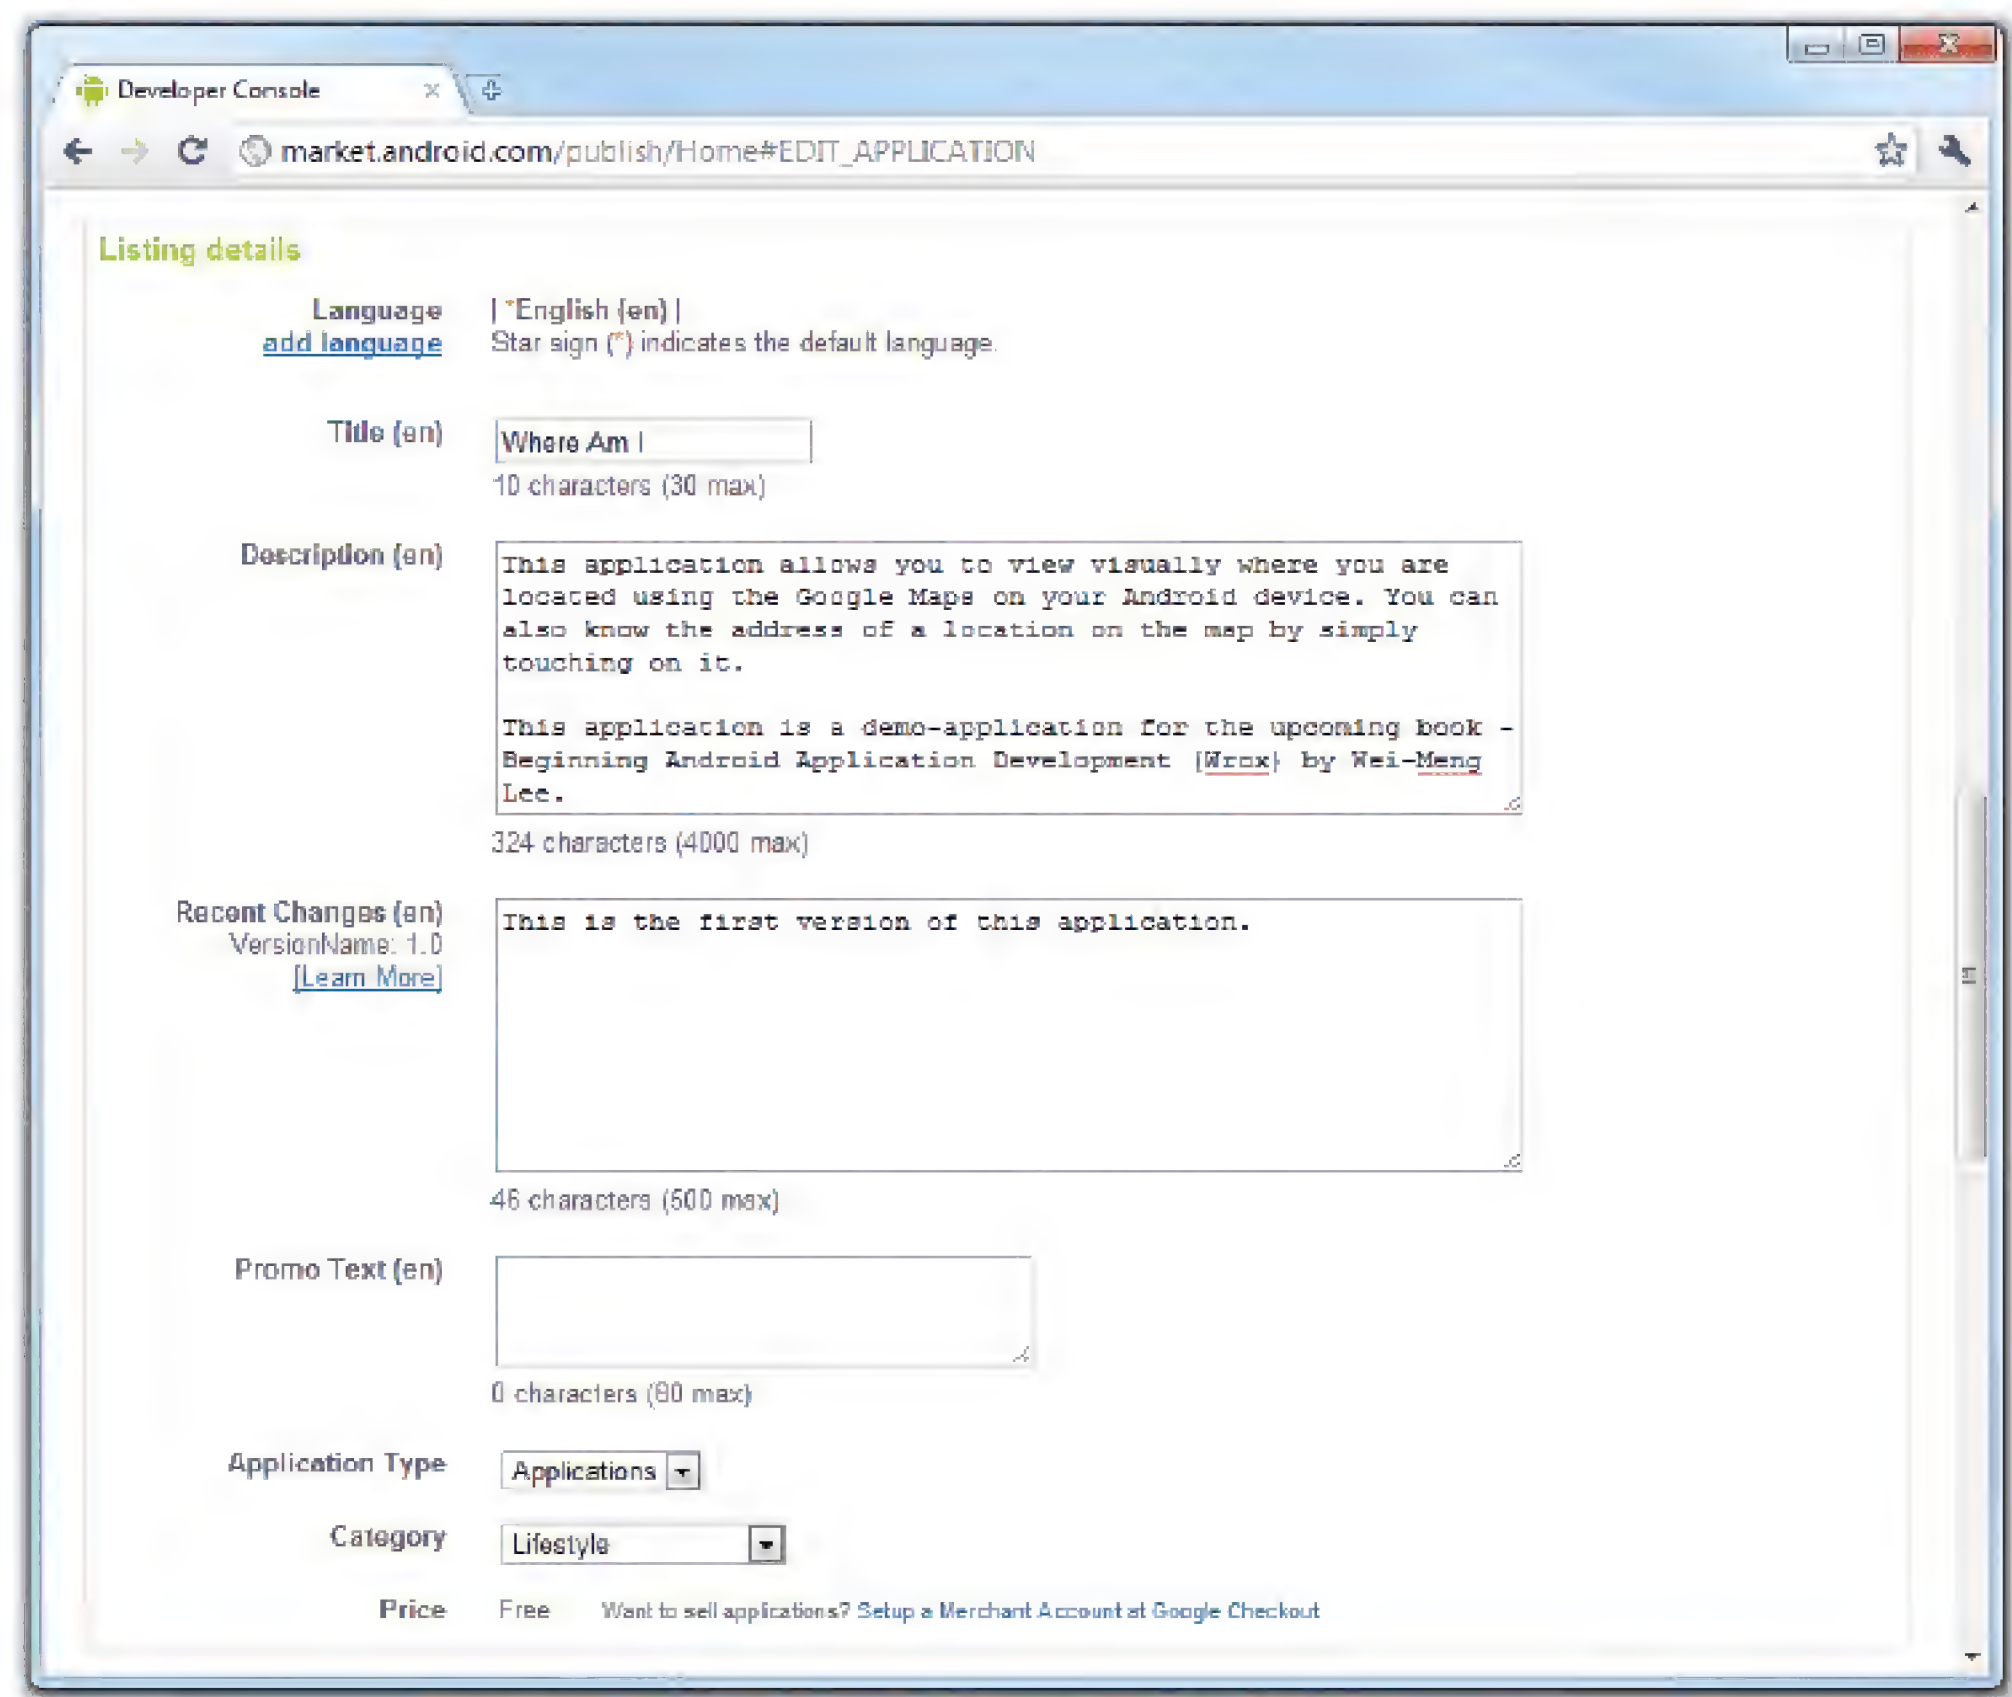 Developer Console
market.android.com/publish/Home#EDIT_APPLICATION
Listing details
Language | *English (en) |
add language Star sign (*) indicates the default language.
Title (en) Where Am I
10 characters (30 max)
Description (en) This application allows you to view visually where you are
located using the Google Maps on your Android device. You can
also know the address of a location on the map by simply
touching on it.
This application is a demo-application for the upcoming book -
Beginning Android Application Development (Wrox) by Wei-Meng
Lee.
324 characters (4000 max)
Recent Changes (en) This is the first version of this application.
VersionName: 1.0
[Learn More]
46 characters (500 max)
Promo Text (en)
0 characters (80 max)
Application Type Applications
Category Lifestyle
Price Free Want to sell applications? Setup a Merchant Account at Google Checkout